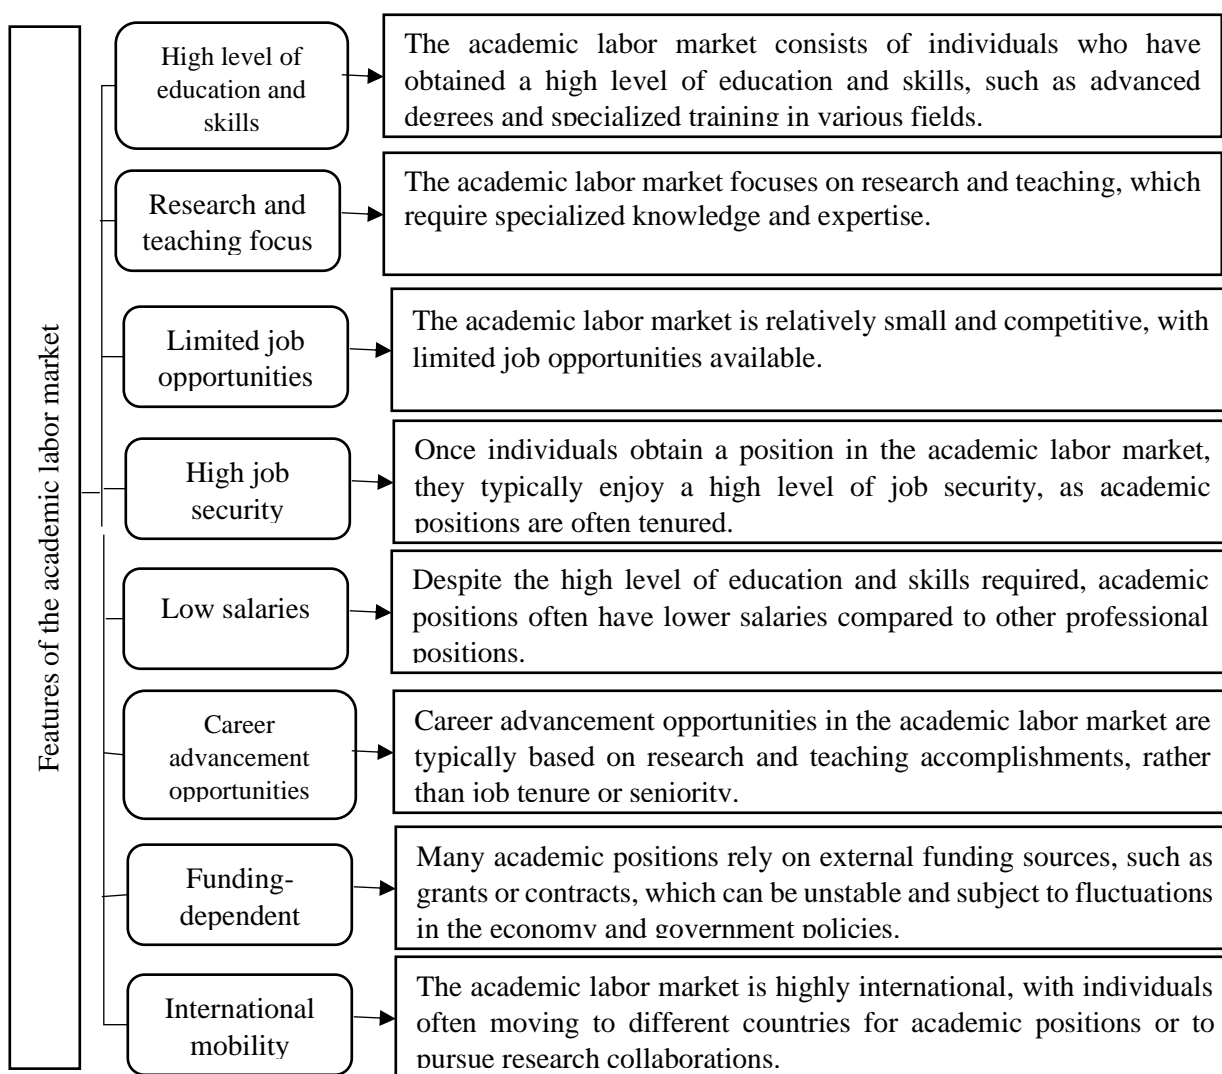 Features of the academic labor market
High level of
education and
skills
The academic labor market consists of individuals who have
obtained a high level of education and skills, such as advanced
degrees and specialized training in various fields.
Research and
teaching focus
The academic labor market focuses on research and teaching, which
require specialized knowledge and expertise.
Limited job
opportunities
The academic labor market is relatively small and competitive, with
limited job opportunities available.
High job
security
Once individuals obtain a position in the academic labor market,
they typically enjoy a high level of job security, as academic
positions are often tenured.
Low salaries
Despite the high level of education and skills required, academic
positions often have lower salaries compared to other professional
positions.
Career
advancement
opportunities
Career advancement opportunities in the academic labor market are
typically based on research and teaching accomplishments, rather
than job tenure or seniority.
Funding-
dependent
Many academic positions rely on external funding sources, such as
grants or contracts, which can be unstable and subject to fluctuations
in the economy and government policies.
International
mobility
The academic labor market is highly international, with individuals
often moving to different countries for academic positions or to
pursue research collaborations.